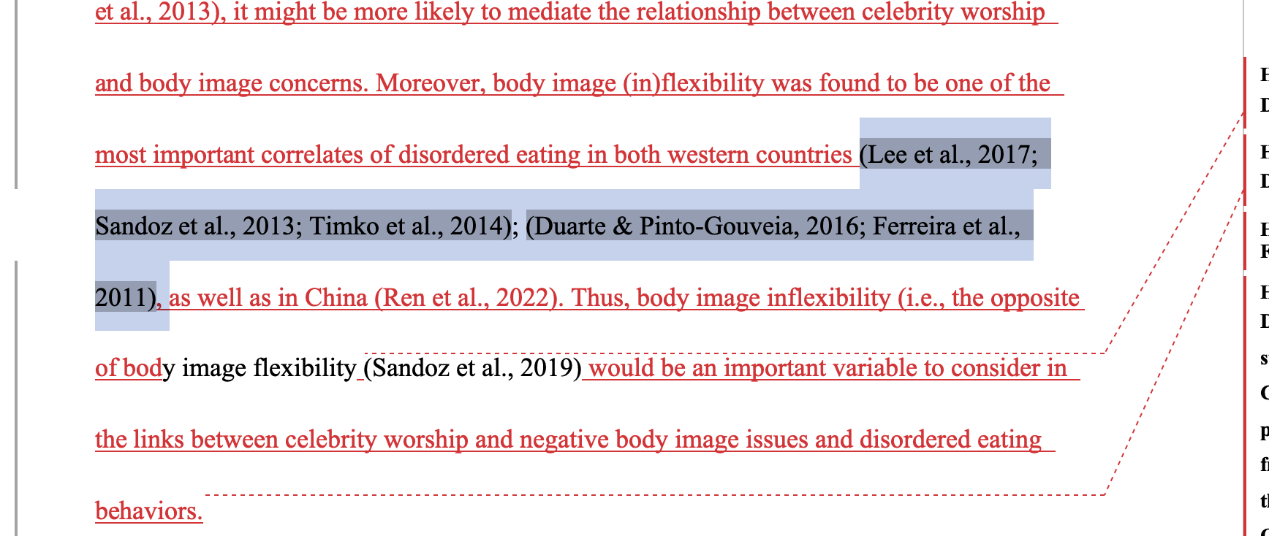 et al., 2013), it might be more likely to mediate the relationship between celebrity worship
and body image concerns. Moreover, body image (in)flexibility was found to be one of the
most important correlates of disordered eating in both western countries (Lee et al., 2017;
Sandoz et al., 2013; Timko et al., 2014); (Duarte & Pinto-Gouveia, 2016; Ferreira et al.,
2011), as well as in China (Ren et al., 2022). Thus, body image inflexibility (i.e., the opposite
of body image flexibility (Sandoz et al., 2019) would be an important variable to consider in
the links between celebrity worship and negative body image issues and disordered eating
behaviors.